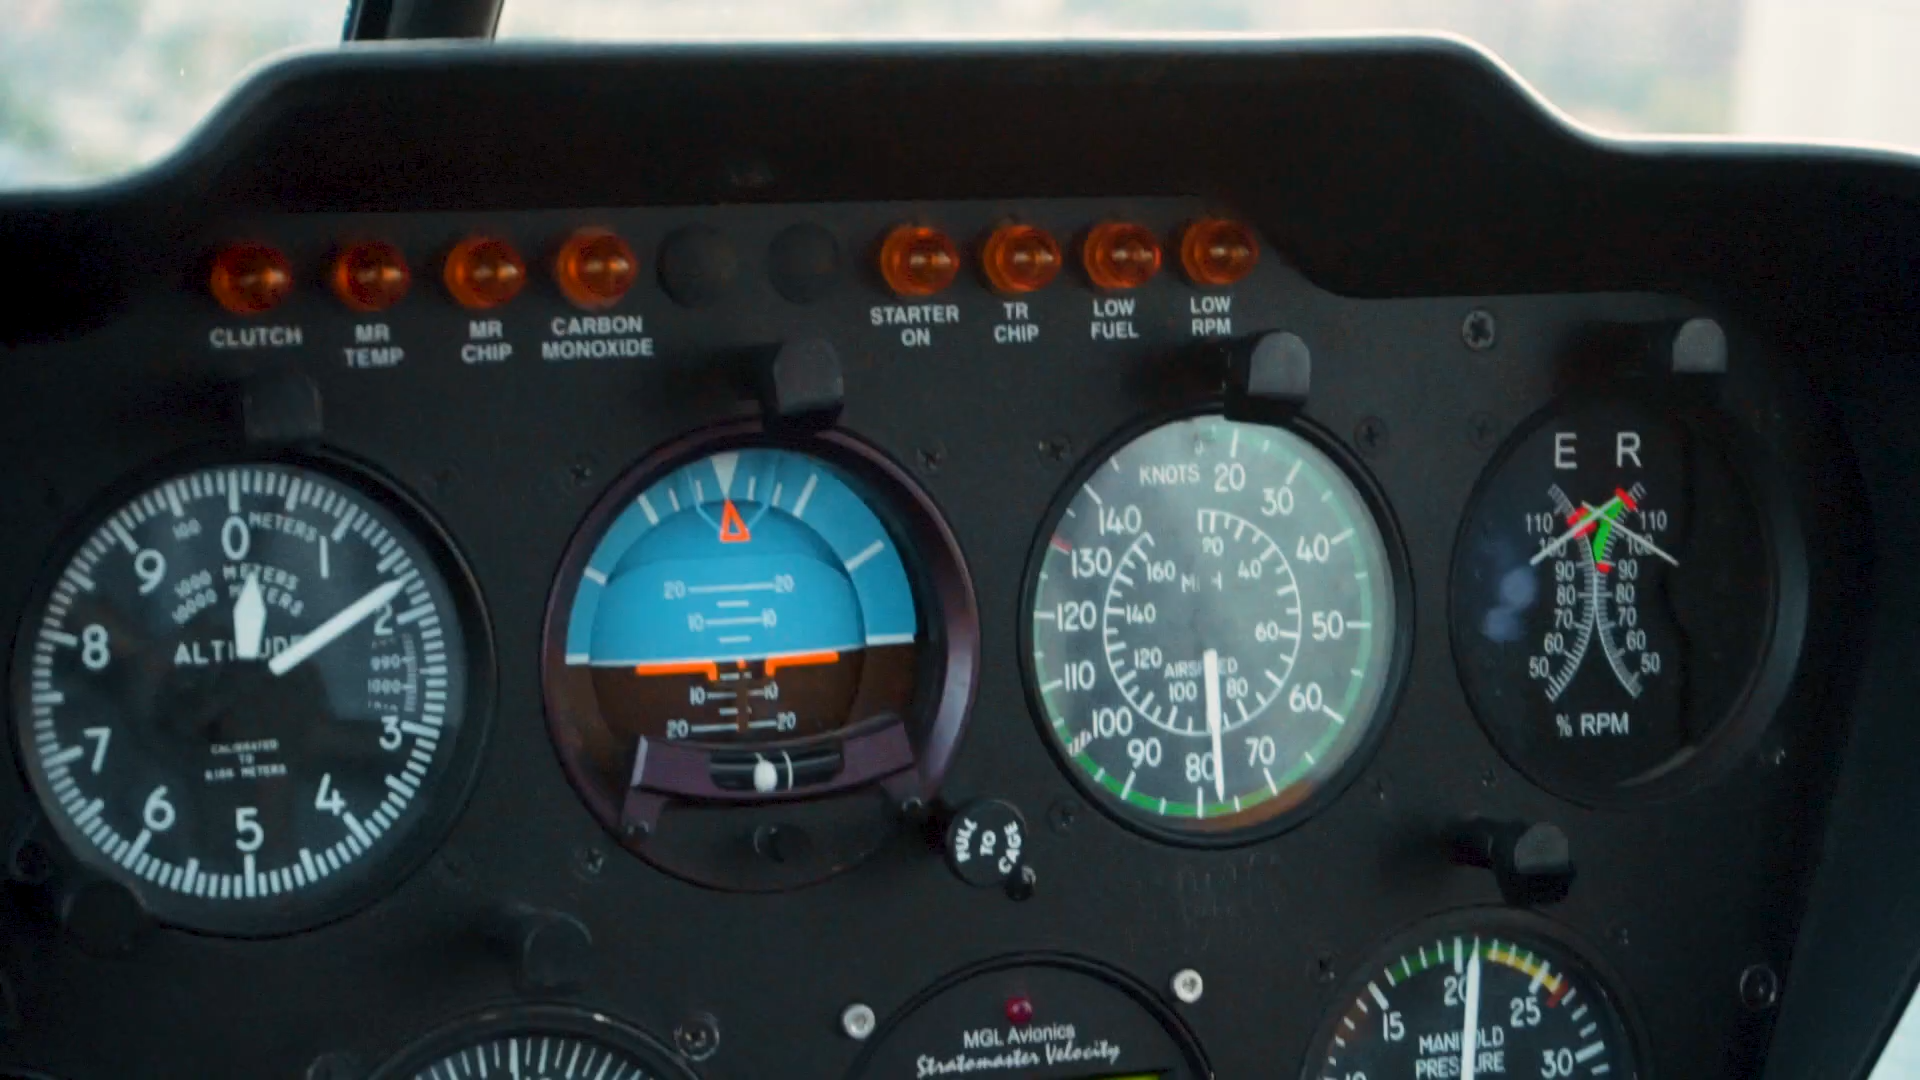 CLUTCH
MR
TEMP
MR
CHIP
CARBON
MONOXIDE
STARTER
ON
TR
CHIP
LOW
FUEL
LOW
RPM
0
1
2
3
4
5
6
7
8
9
100
METERS
1000 METERS
10000 METERS
ALTITUDE
990
1000
CALIBRATED
TO
20 20
10 10
10 10
20 20
PULL
TO
CAGE
KNOTS
20
30
40
50
60
70
80
90
100
110
120
130
140
MPH
40
60
80
100
120
140
160
AIRSPEED
E R
110 110
100 100
90 90
80 80
70 70
60 60
50 50
% RPM
MGL Avionics
Stratomaster Velocity
15
20
25
30
MANIFOLD
PRESSURE